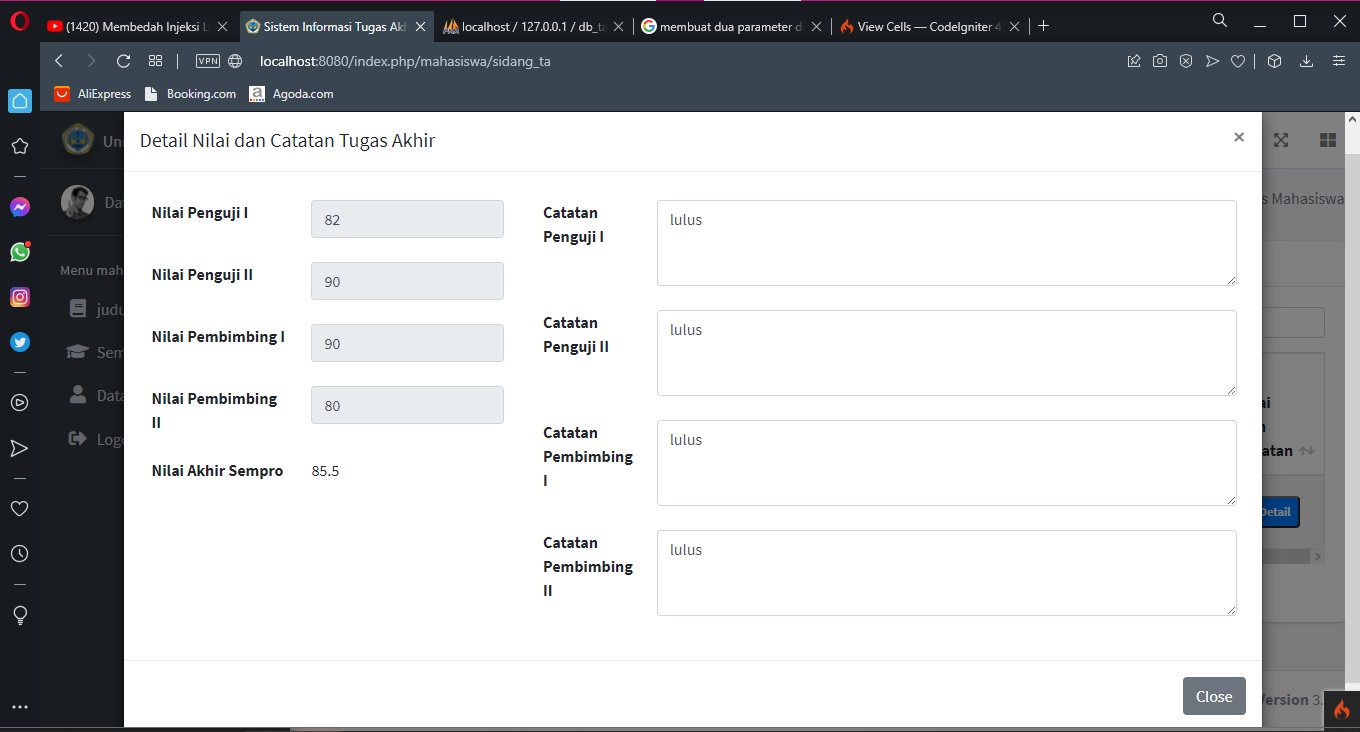 (1420) Membedah Injeksi L
Sistem Informasi Tugas Akh
localhost / 127.0.0.1 / db_ta
membuat dua parameter d
View Cells — CodeIgniter 4
VPN
localhost:8080/index.php/mahasiswa/sidang_ta
AliExpress
Booking.com
Agoda.com
Uni
Detail Nilai dan Catatan Tugas Akhir
×
Da
s Mahasiswa
Nilai Penguji I
82
Catatan
Penguji I
lulus
Menu mah
Nilai Penguji II
90
judu
Nilai Pembimbing I
90
Catatan
Penguji II
lulus
Sem
Data
Nilai Pembimbing
II
80
Logo
Catatan
Pembimbing
I
lulus
ai
n
atan
Nilai Akhir Sempro
85.5
Detail
Catatan
Pembimbing
II
lulus
Close
Version 3.